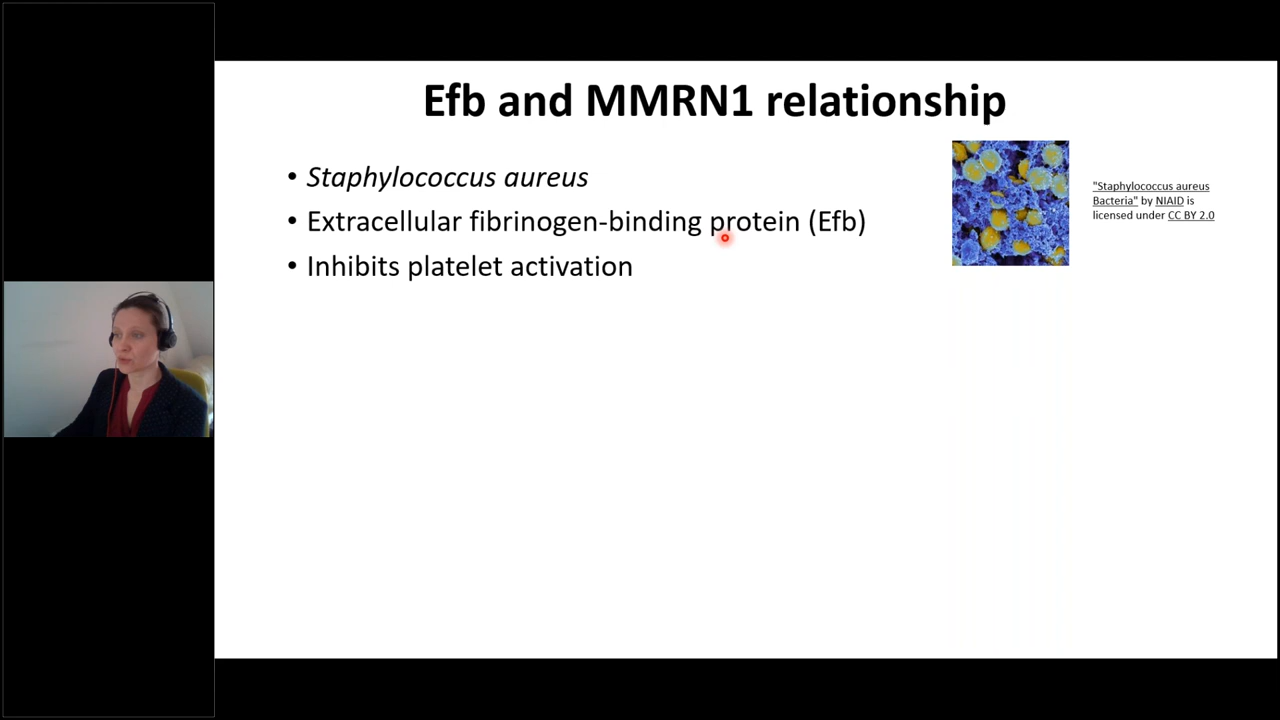 Efb and MMRN1 relationship
• Staphylococcus aureus
• Extracellular fibrinogen-binding protein (Efb)
• Inhibits platelet activation
"Staphylococcus aureus
Bacteria" by NIAID is
licensed under CC BY 2.0